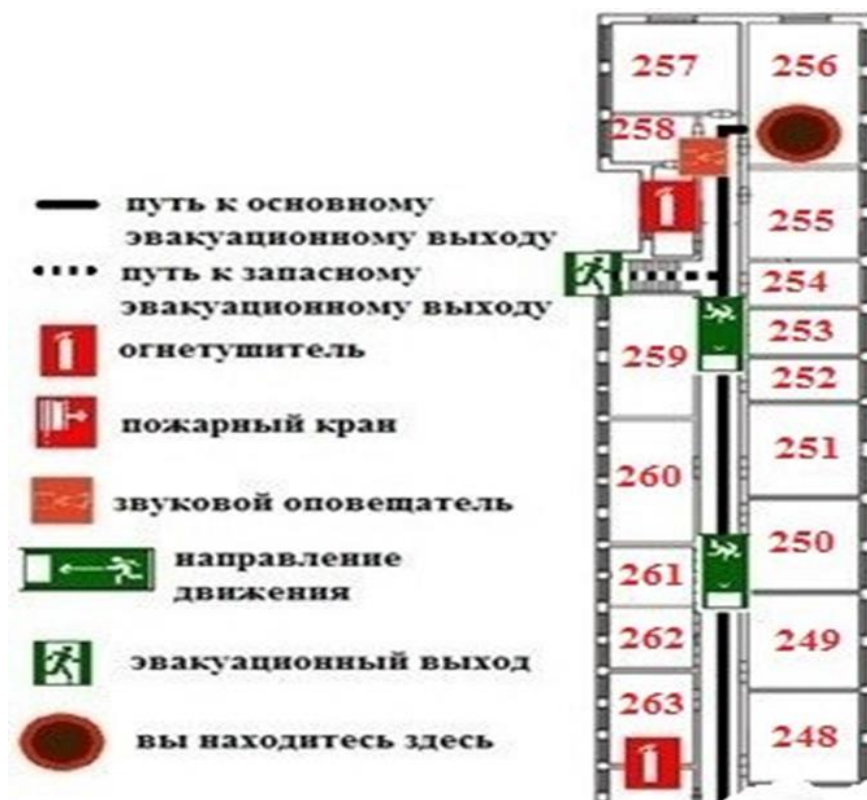 257
256
258
путь к основному
эвакуационному выходу
255
путь к запасному
эвакуационному выходу
254
253
огнетушитель
259
252
пожарный кран
251
260
звуковой оповещатель
250
направление
движения
261
262
249
эвакуационный выход
263
248
вы находитесь здесь